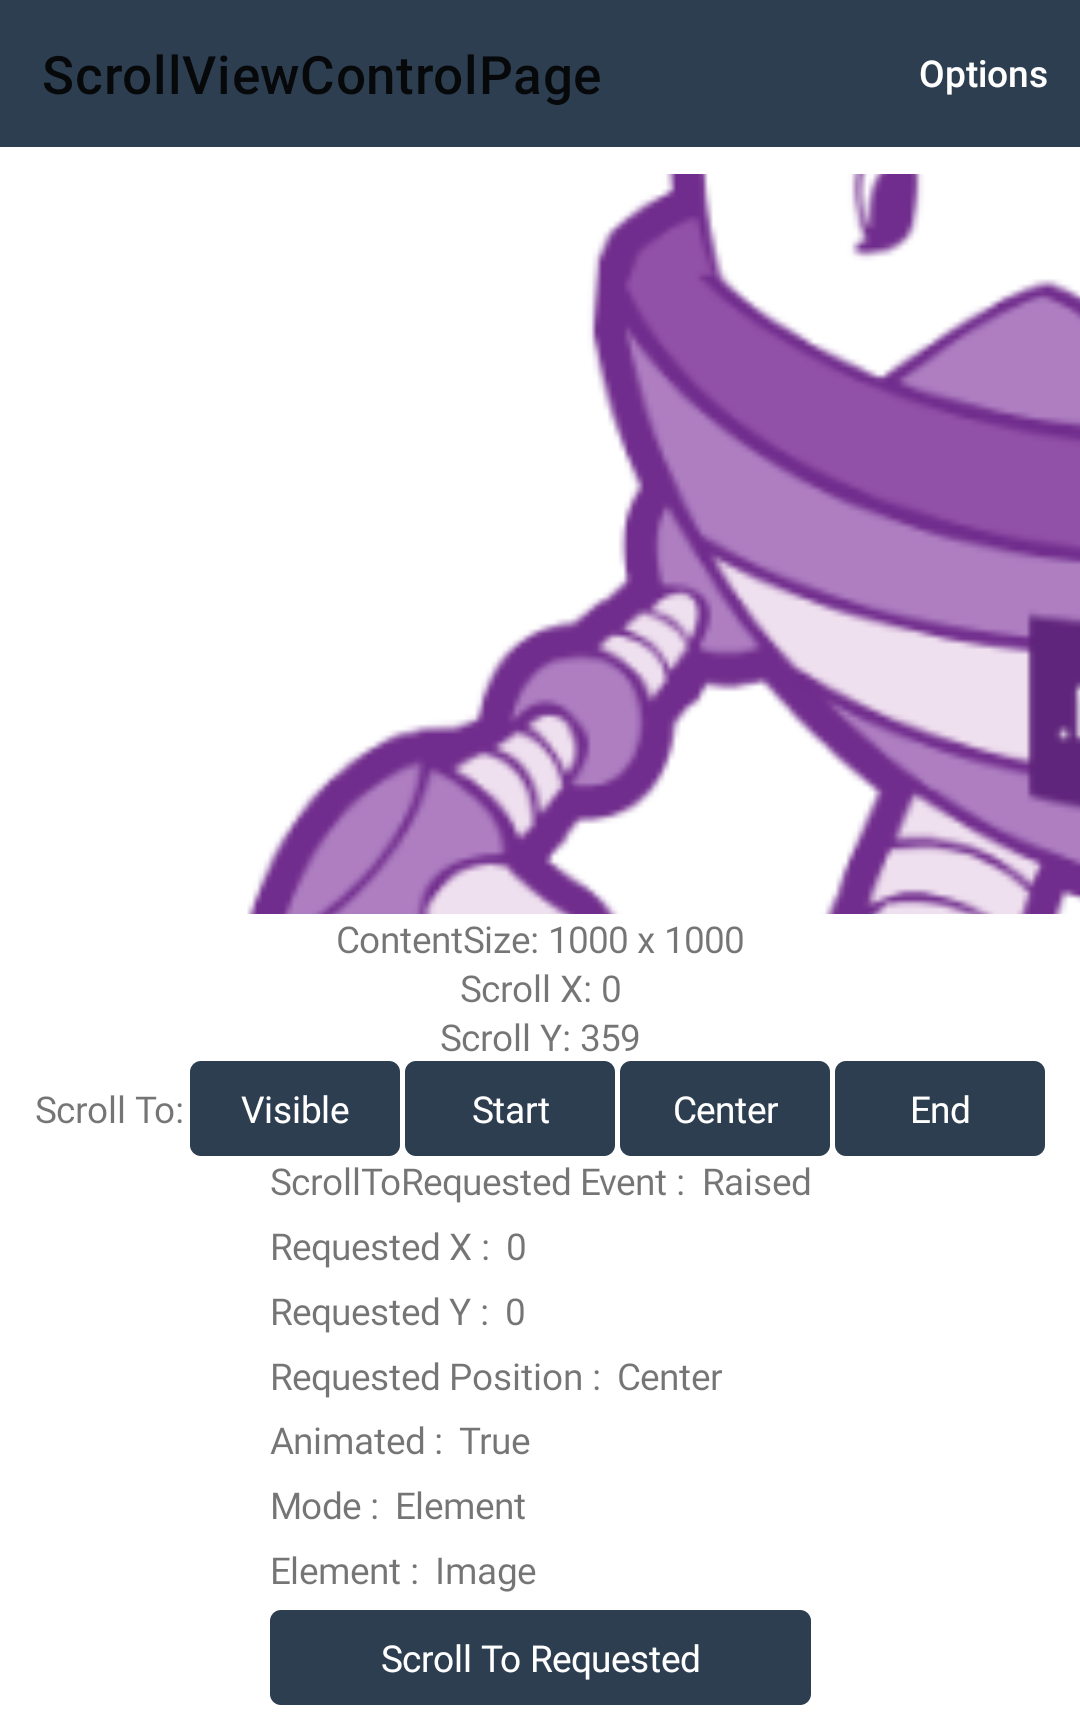 ScrollViewControlPage
Options
ContentSize: 1000 x 1000
Scroll X: 0
Scroll Y: 359
Scroll To: Visible Start Center End
ScrollToRequested Event : Raised
Requested X : 0
Requested Y : 0
Requested Position : Center
Animated : True
Mode : Element
Element : Image
Scroll To Requested